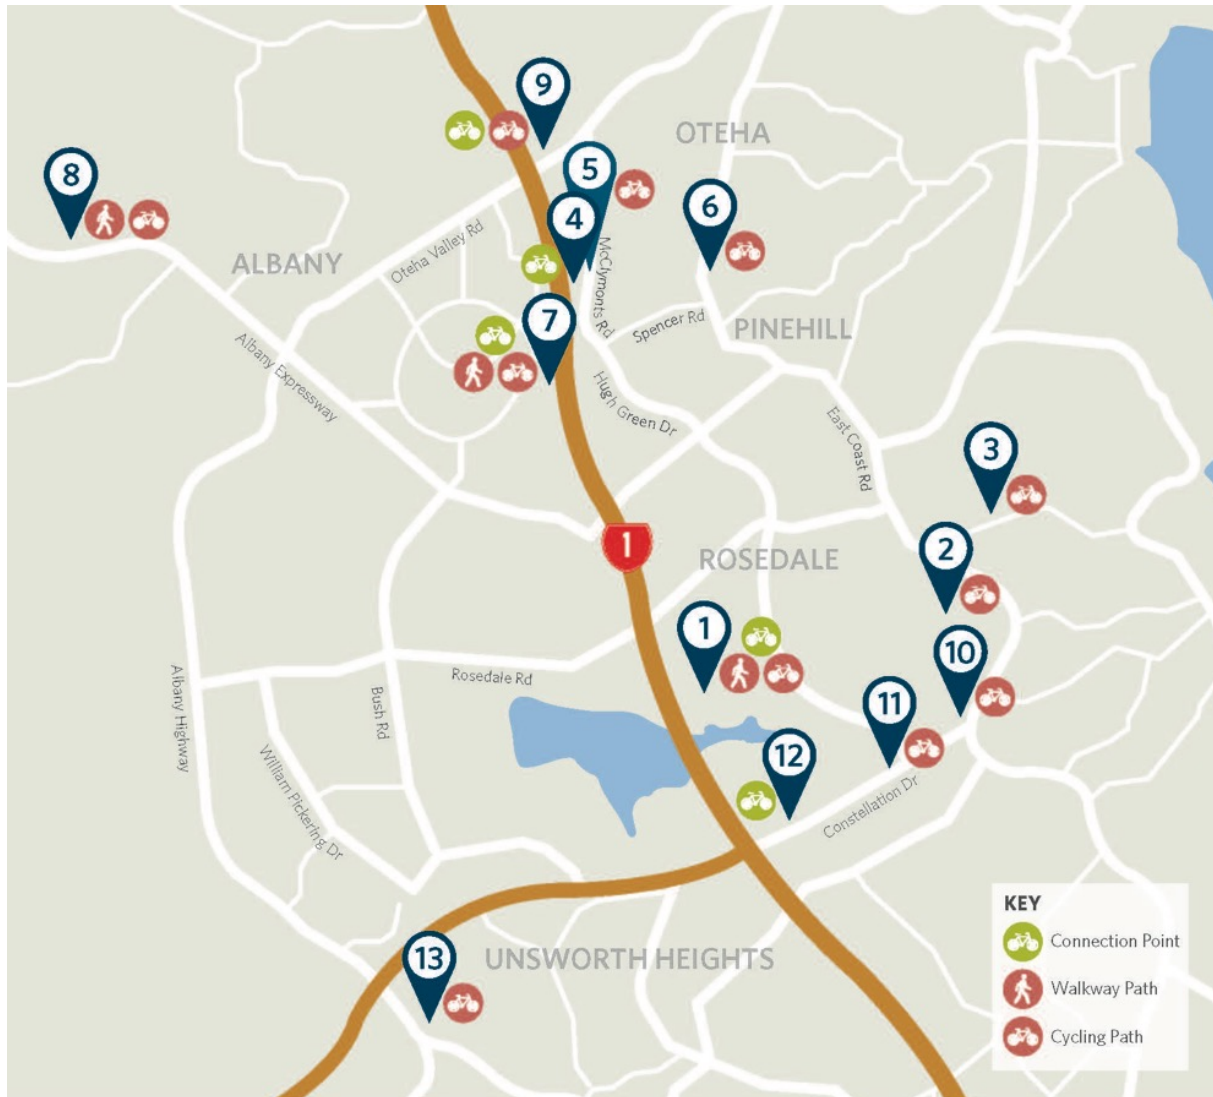 9
OTEHA
5
8
6
4
McClymonts Rd
Oteha Valley Rd
ALBANY
7
Spencer Rd
PINEHILL
Albany Expressway
Hugh Green Dr
East Coast Rd
3
1
ROSEDALE
2
1
10
Rosedale Rd
Albany Highway
Bush Rd
11
12
William Pickering Dr
Constellation Dr
KEY
Connection Point
Walkway Path
Cycling Path
13
UNSWORTH HEIGHTS